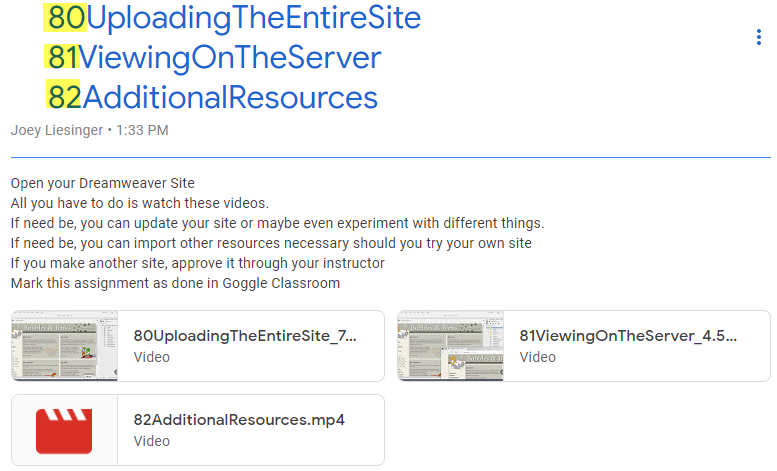 80UploadingTheEntireSite
81ViewingOnTheServer
82AdditionalResources
Joey Liesinger • 1:33 PM
Open your Dreamweaver Site
All you have to do is watch these videos.
If need be, you can update your site or maybe even experiment with different things.
If need be, you can import other resources necessary should you try your own site
If you make another site, approve it through your instructor
Mark this assignment as done in Goggle Classroom
80UploadingTheEntireSite_7...
Video
81ViewingOnTheServer_4.5...
Video
82AdditionalResources.mp4
Video